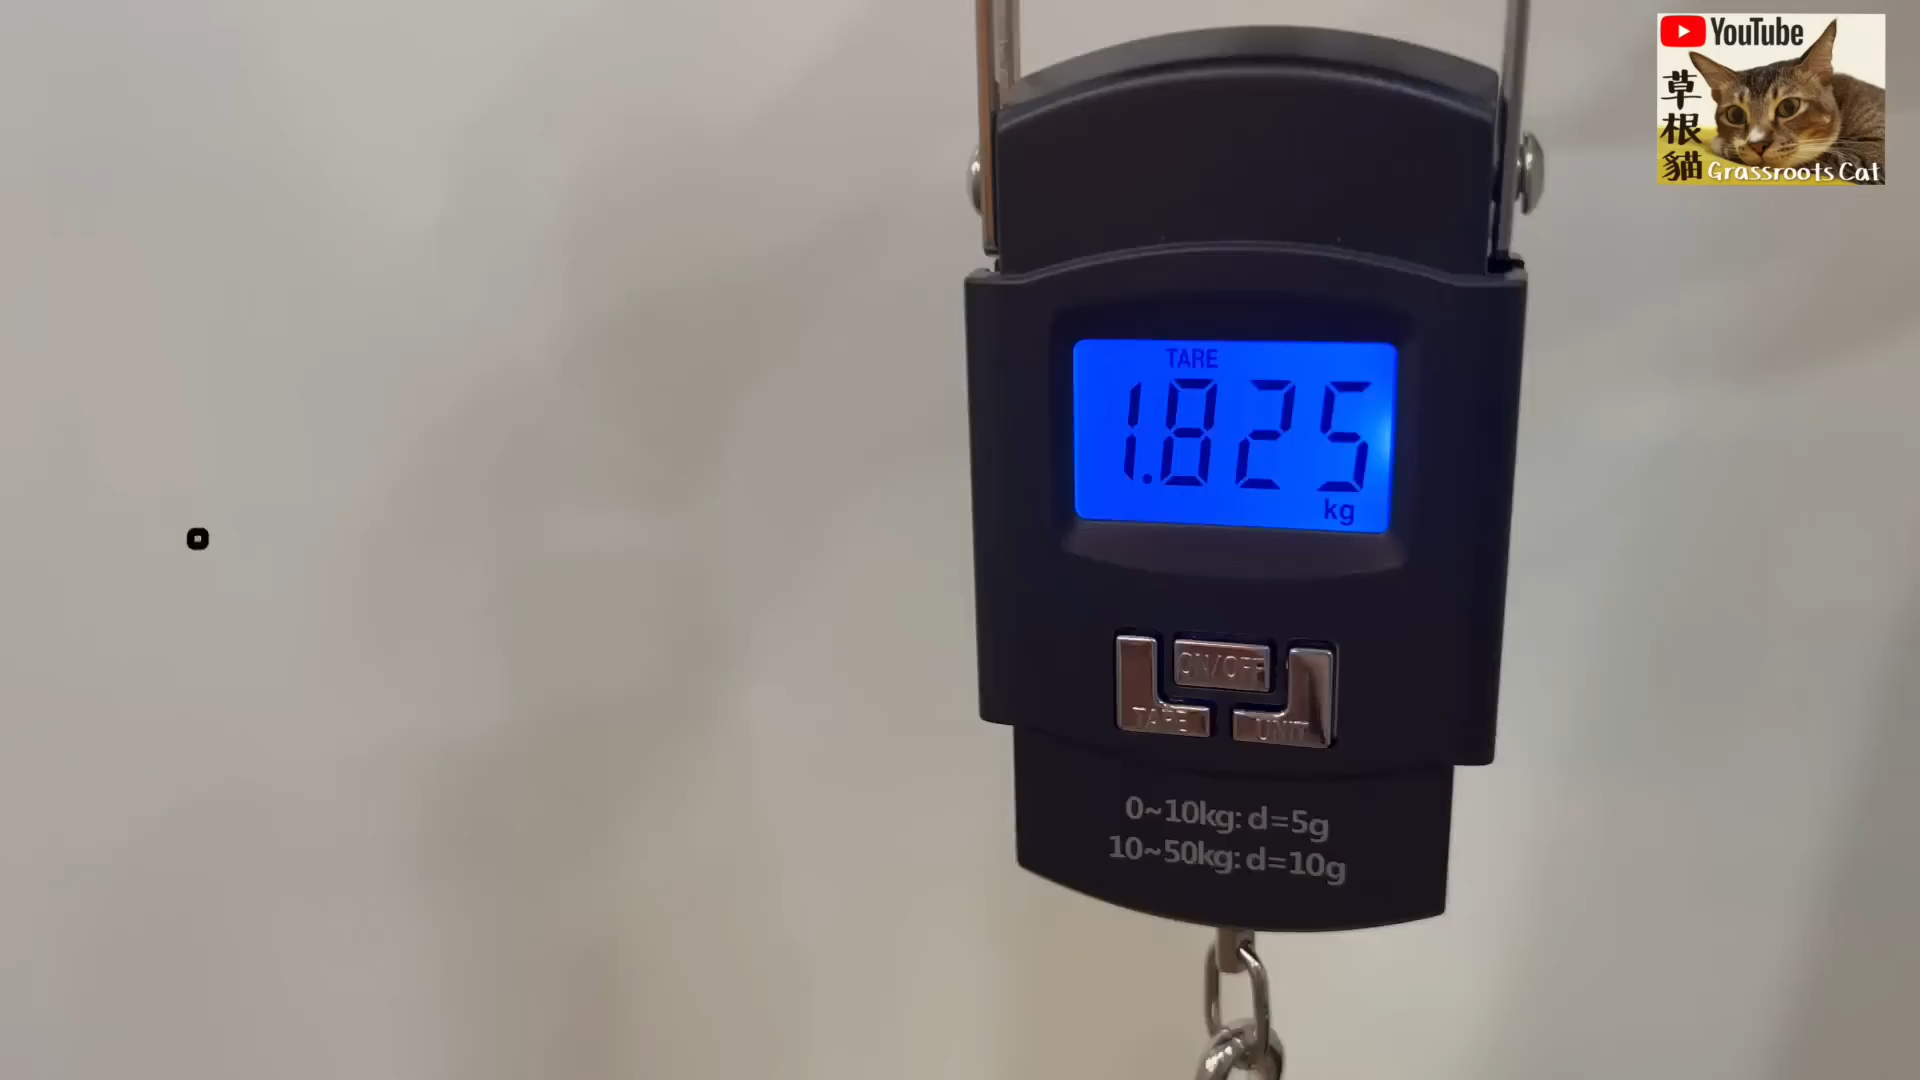 YouTube
草根貓
Grassroots Cat
TARE
1.825
kg
ON/OFF
TARE
UNIT
0~10kg: d=5g
10~50kg: d=10g